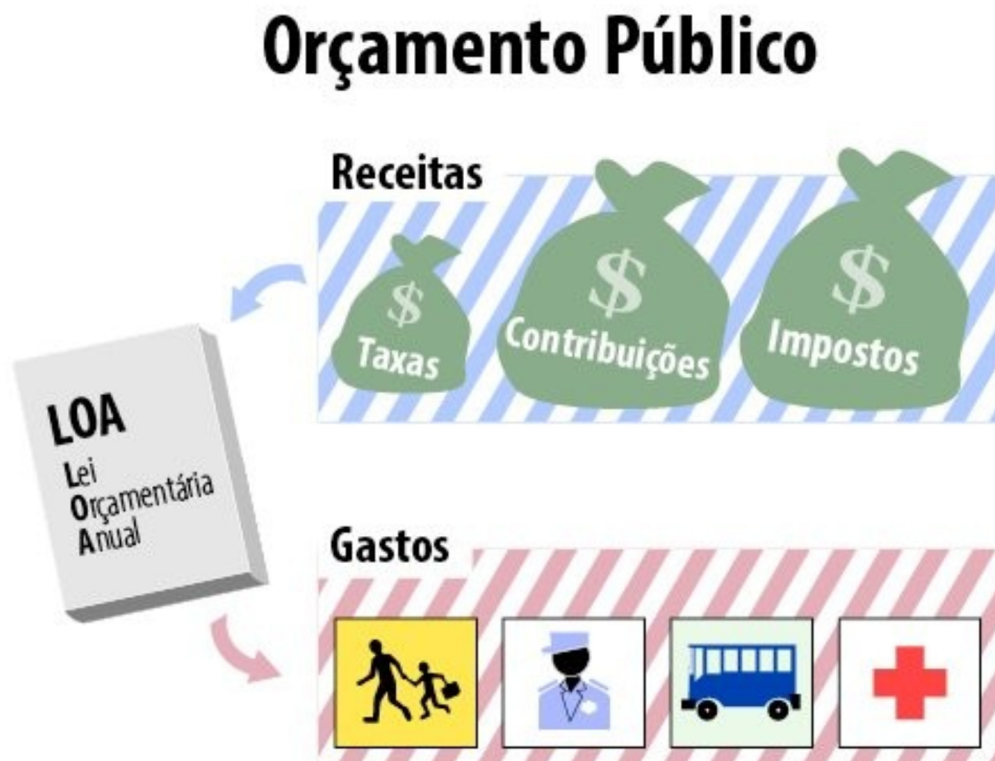 Orçamento Público
Receitas
$
$
$
Taxas
Contribuições
Impostos
LOA
Lei
Orçamentária
Anual
Gastos